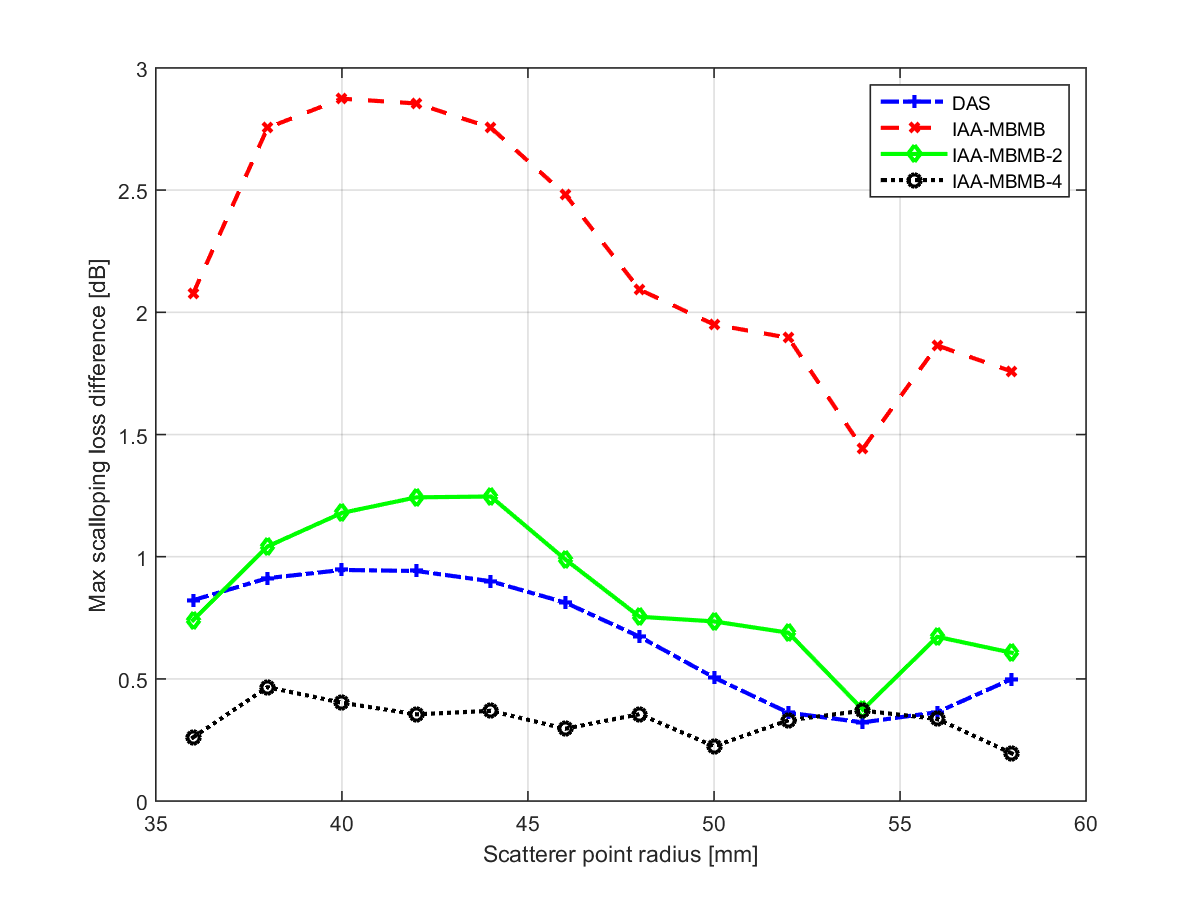 3
2.5
2
1.5
1
0.5
0
35
40
45
50
55
60
Max scalloping loss difference [dB]
Scatterer point radius [mm]
DAS
IAA-MBMB
IAA-MBMB-2
IAA-MBMB-4